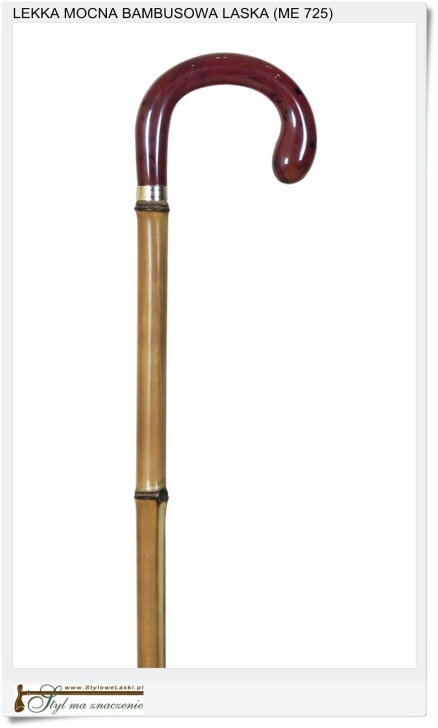 LEKKA MOCNA BAMBUSOWA LASKA (ME 725)
www.StyloweLaski.pl
Styl ma znaczenie